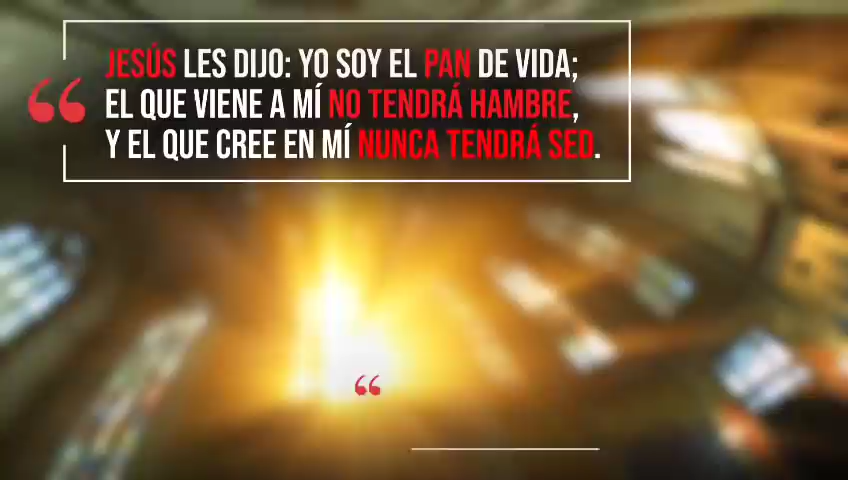 JESÚS LES DIJO: YO SOY EL PAN DE VIDA;
EL QUE VIENE A MÍ NO TENDRÁ HAMBRE,
Y EL QUE CREE EN MÍ NUNCA TENDRÁ SED.